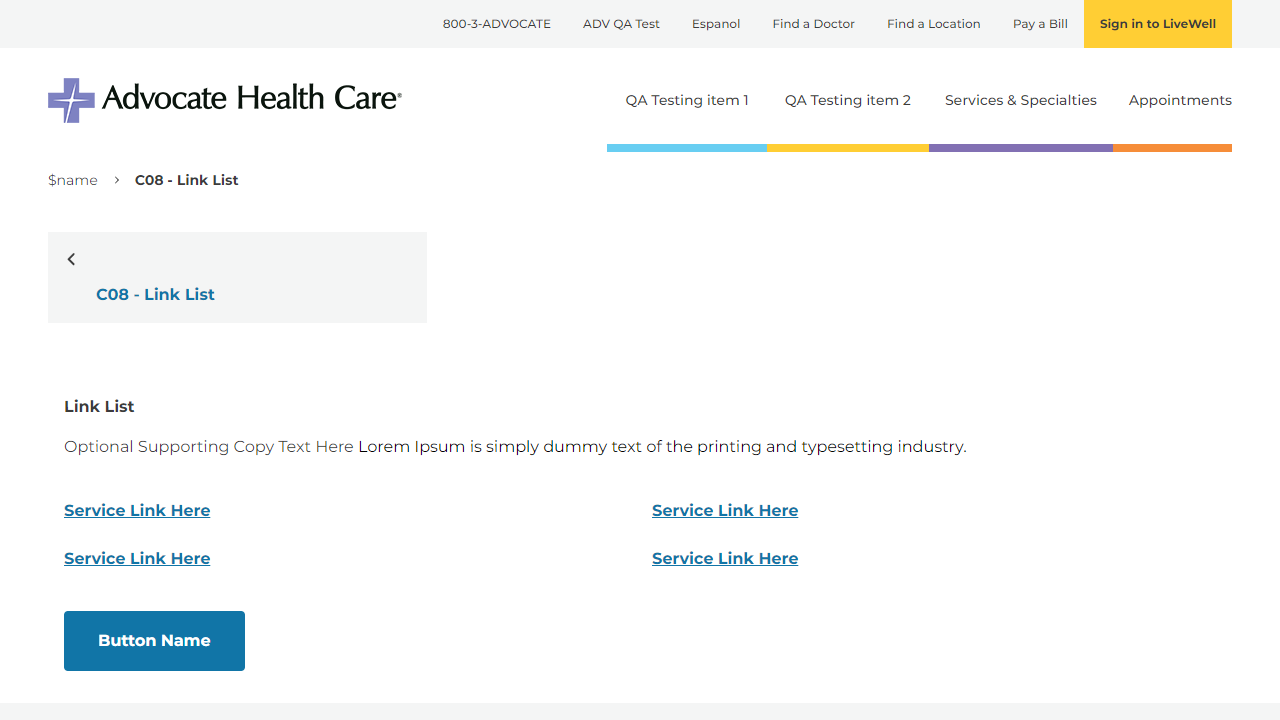 800-3-ADVOCATE ADV QA Test Espanol Find a Doctor Find a Location Pay a Bill Sign in to LiveWell
Advocate Health Care®
QA Testing item 1 QA Testing item 2 Services & Specialties Appointments
$name > C08 - Link List
C08 - Link List
Link List
Optional Supporting Copy Text Here Lorem Ipsum is simply dummy text of the printing and typesetting industry.
Service Link Here Service Link Here
Service Link Here Service Link Here
Button Name